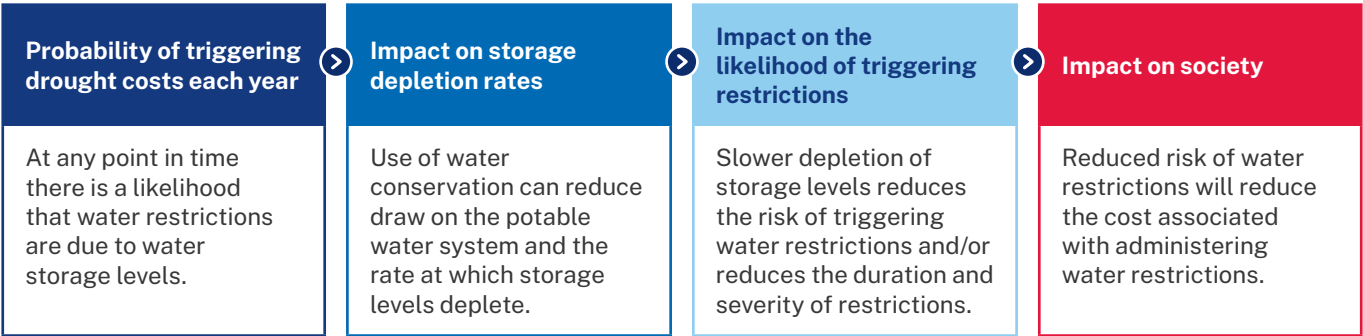 Probability of triggering
drought costs each year
At any point in time
there is a likelihood
that water restrictions
are due to water
storage levels.
Impact on storage
depletion rates
Use of water
conservation can reduce
draw on the potable
water system and the
rate at which storage
levels deplete.
Impact on the
likelihood of triggering
restrictions
Slower depletion of
storage levels reduces
the risk of triggering
water restrictions and/or
reduces the duration and
severity of restrictions.
Impact on society
Reduced risk of water
restrictions will reduce
the cost associated
with administering
water restrictions.